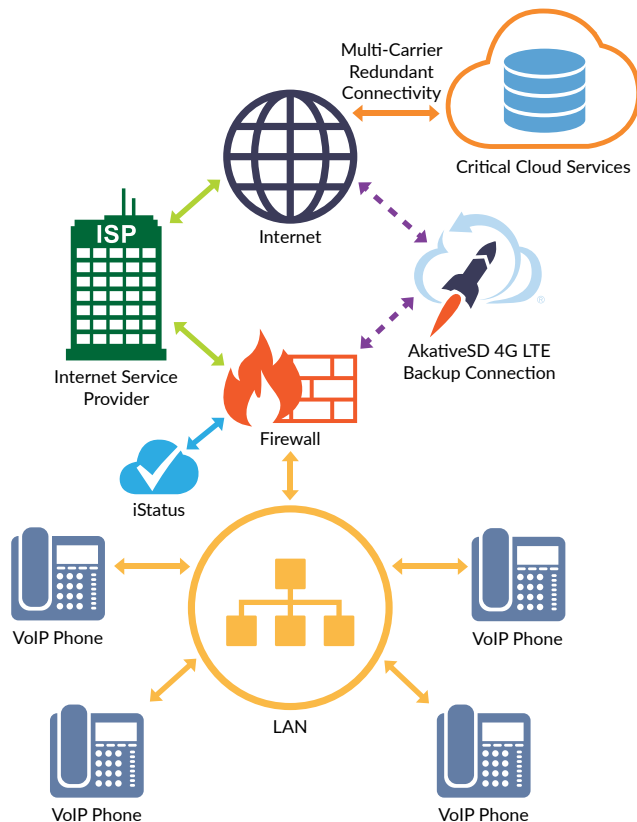 Multi-Carrier
Redundant
Connectivity
Critical Cloud Services
Internet
ISP
®
AkativeSD 4G LTE
Backup Connection
Internet Service
Provider
Firewall
iStatus
VoIP Phone
VoIP Phone
LAN
VoIP Phone
VoIP Phone